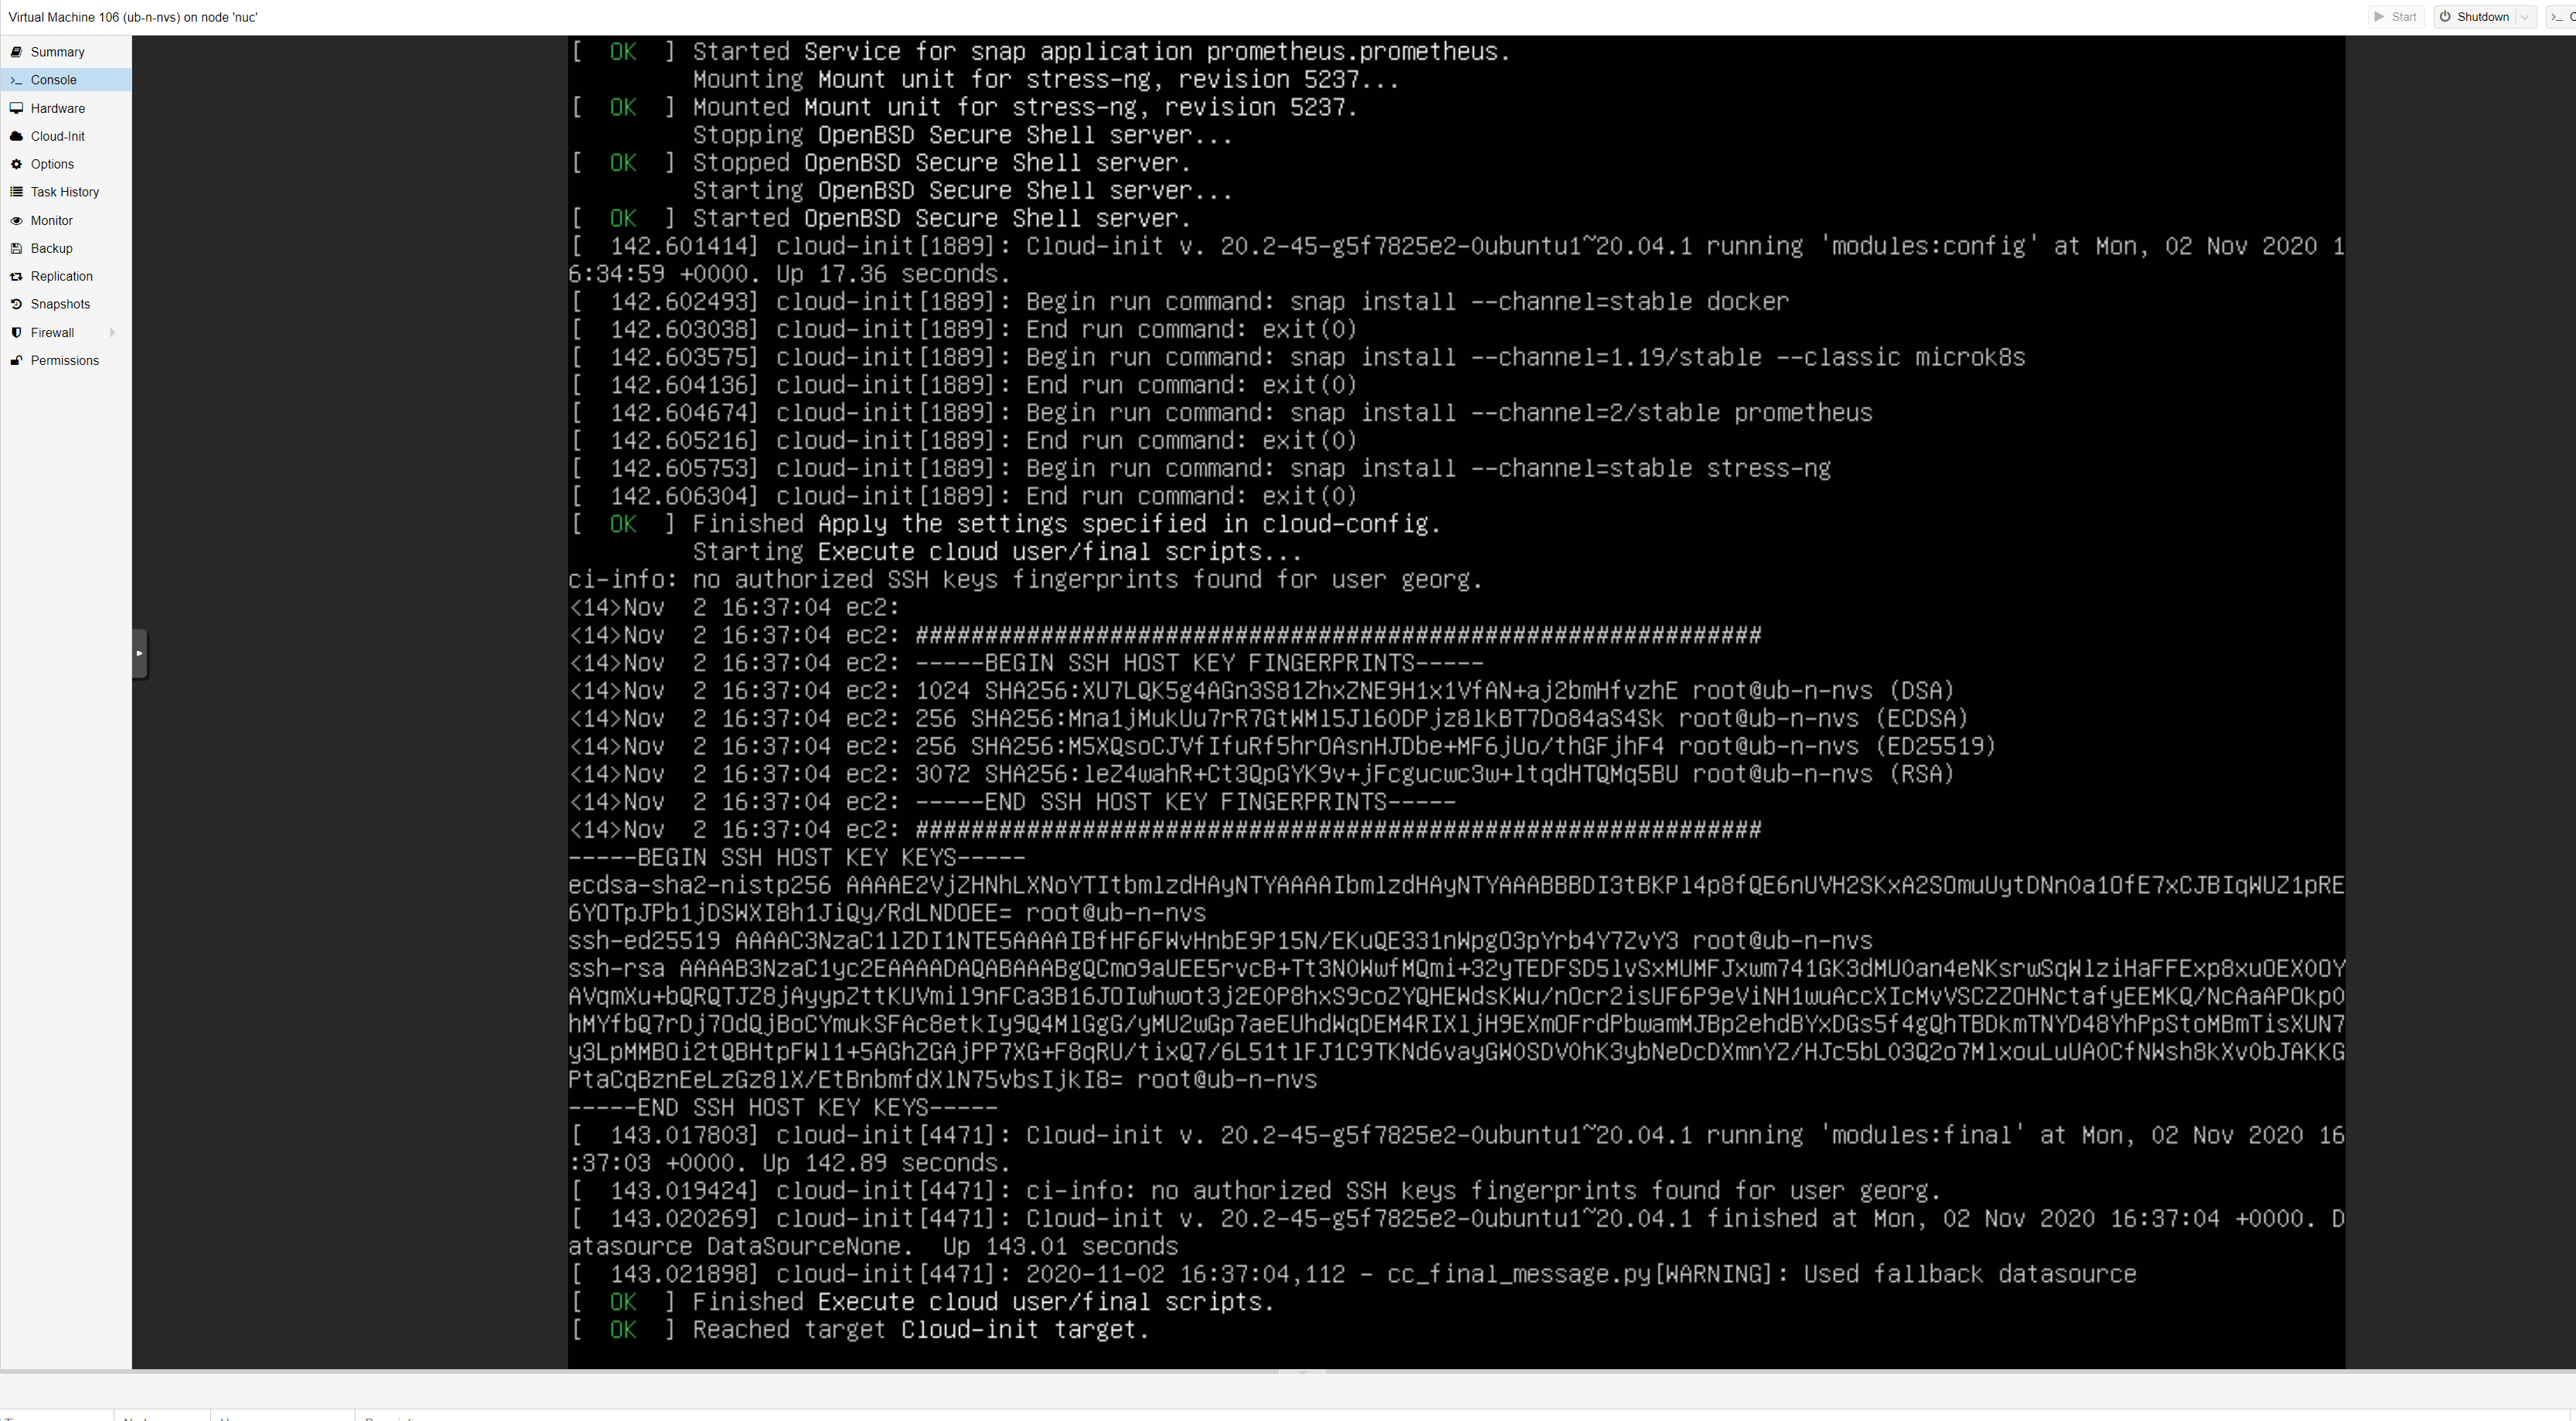 Virtual Machine 106 (ub-n-nvs) on node 'nuc'
Start
Shutdown
Summary
Console
Hardware
Cloud-Init
Options
Task History
Monitor
Backup
Replication
Snapshots
Firewall
Permissions
[  OK  ] Started Service for snap application prometheus.prometheus.
Mounting Mount unit for stress-ng, revision 5237...
[  OK  ] Mounted Mount unit for stress-ng, revision 5237.
Stopping OpenBSD Secure Shell server...
[  OK  ] Stopped OpenBSD Secure Shell server.
Starting OpenBSD Secure Shell server...
[  OK  ] Started OpenBSD Secure Shell server.
[  142.601414] cloud-init[1889]: Cloud-init v. 20.2-45-g5f7825e2-0ubuntu1~20.04.1 running 'modules:config' at Mon, 02 Nov 2020 1
6:34:59 +0000. Up 17.36 seconds.
[  142.602493] cloud-init[1889]: Begin run command: snap install --channel=stable docker
[  142.603038] cloud-init[1889]: End run command: exit(0)
[  142.603575] cloud-init[1889]: Begin run command: snap install --channel=1.19/stable --classic microk8s
[  142.604136] cloud-init[1889]: End run command: exit(0)
[  142.604674] cloud-init[1889]: Begin run command: snap install --channel=2/stable prometheus
[  142.605216] cloud-init[1889]: End run command: exit(0)
[  142.605753] cloud-init[1889]: Begin run command: snap install --channel=stable stress-ng
[  142.606304] cloud-init[1889]: End run command: exit(0)
[  OK  ] Finished Apply the settings specified in cloud-config.
Starting Execute cloud user/final scripts...
ci-info: no authorized SSH keys fingerprints found for user georg.
<14>Nov  2 16:37:04 ec2:
<14>Nov  2 16:37:04 ec2: #############################################################
<14>Nov  2 16:37:04 ec2: -----BEGIN SSH HOST KEY FINGERPRINTS-----
<14>Nov  2 16:37:04 ec2: 1024 SHA256:XU7LQK5g4AGn3S81ZhxZNE9H1x1VfAN+aj2bmHfvzhE root@ub-n-nvs (DSA)
<14>Nov  2 16:37:04 ec2: 256 SHA256:Mna1jMukUu7rR7GtWMl5Jl6ODPjz8lkBT7Do84aS4Sk root@ub-n-nvs (ECDSA)
<14>Nov  2 16:37:04 ec2: 256 SHA256:M5XQsoCJVfIfuRf5hrOAsnHJDbe+MF6jUo/thGFjhF4 root@ub-n-nvs (ED25519)
<14>Nov  2 16:37:04 ec2: 3072 SHA256:leZ4wahR+Ct3QpGYK9v+jFcgucwc3w+ltqdHTQMq5BU root@ub-n-nvs (RSA)
<14>Nov  2 16:37:04 ec2: -----END SSH HOST KEY FINGERPRINTS-----
<14>Nov  2 16:37:04 ec2: #############################################################
-----BEGIN SSH HOST KEY KEYS-----
ecdsa-sha2-nistp256 AAAAE2VjZHNhLXNoYTItbmlzdHAyNTYAAAAIbmlzdHAyNTYAAABBBDI3tBKPl4p8fQE6nUVH2SKxA2SOmuUytDNn0a1OfE7xCJBIqWUZ1pRE
6YOTpJPb1jDSWXI8h1JiQy/RdLNDOEE= root@ub-n-nvs
ssh-ed25519 AAAAC3NzaC1lZDI1NTE5AAAAIBfHF6FWvHnbE9P15N/EKuQE331nWpgO3pYrb4Y7ZvY3 root@ub-n-nvs
ssh-rsa AAAAB3NzaC1yc2EAAAADAQABAAABgQCmo9aUEE5rvcB+Tt3N0WwfMQmi+32yTEDFSD5lvSxMUMFJxwm741GK3dMU0an4eNKsrwSqWlziHaFFExp8xuOEX0OY
AVqmXu+bQRQTJZ8jAyypZttKUVmil9nFCa3B16JOIwhwot3j2E0P8hxS9coZYQHEWdsKWu/nOcr2isUF6P9eViNH1wuAccXIcMvVSCZZOHNctafyEEMKQ/NcAaAPOkpO
hMYfbQ7rDj7OdQjBoCYmukSFAc8etkIy9Q4MlGgG/yMU2wGp7aeEUhdWqDEM4RIXljH9EXmOFrdPbwamMJBp2ehdBYxDGs5f4gQhTBDkmTNYD48YhPpStoMBmTisXUN7
y3LpMMBOi2tQBHtpFWl1+5AGhZGAjPP7XG+F8qRU/tixQ7/6L51tlFJ1C9TKNd6vayGWOSDVOhK3ybNeDcDXmnYZ/HJc5bLO3Q2o7MlxouLuUAOCfNWsh8kXvObJAKKG
PtaCqBznEeLzGz8lX/EtBnbmfdXlN75vbsIjkI8= root@ub-n-nvs
-----END SSH HOST KEY KEYS-----
[  143.017803] cloud-init[4471]: Cloud-init v. 20.2-45-g5f7825e2-0ubuntu1~20.04.1 running 'modules:final' at Mon, 02 Nov 2020 16
:37:03 +0000. Up 142.89 seconds.
[  143.019424] cloud-init[4471]: ci-info: no authorized SSH keys fingerprints found for user georg.
[  143.020269] cloud-init[4471]: Cloud-init v. 20.2-45-g5f7825e2-0ubuntu1~20.04.1 finished at Mon, 02 Nov 2020 16:37:04 +0000. D
atasource DataSourceNone.  Up 143.01 seconds
[  143.021898] cloud-init[4471]: 2020-11-02 16:37:04,112 - cc_final_message.py[WARNING]: Used fallback datasource
[  OK  ] Finished Execute cloud user/final scripts.
[  OK  ] Reached target Cloud-init target.